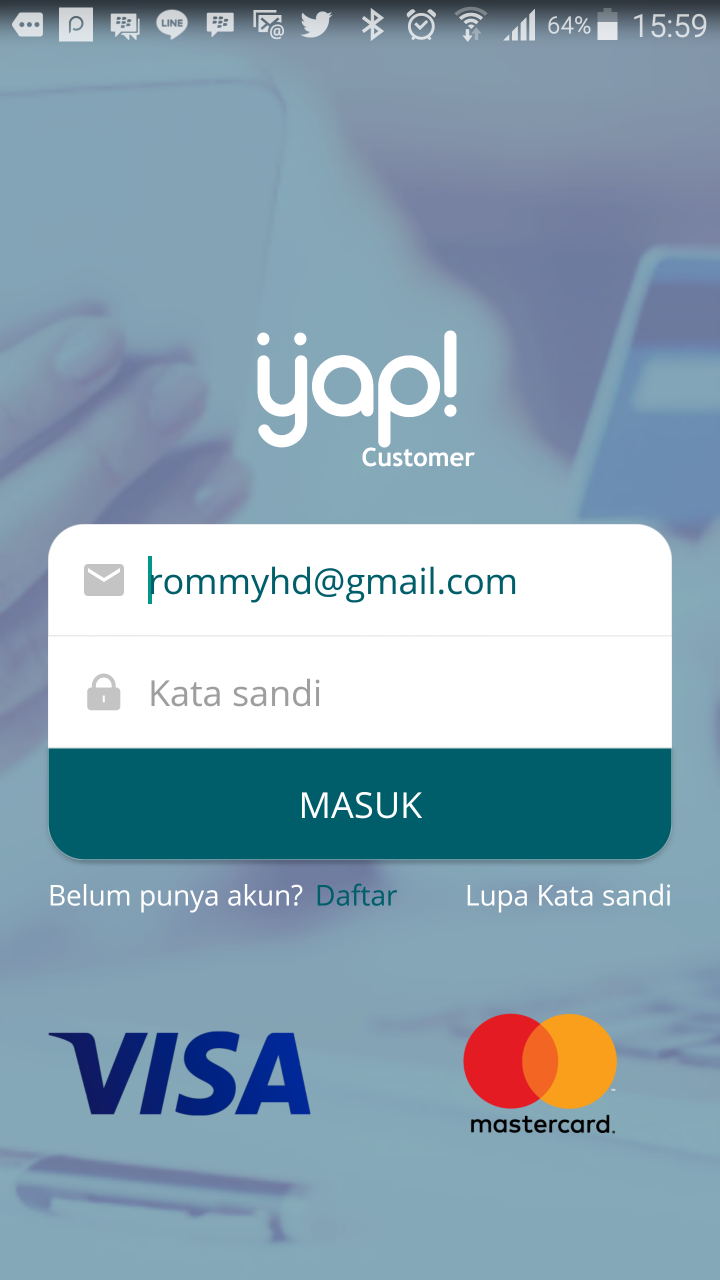 LINE
64% 15:59
yap!
Customer
rommyhd@gmail.com
Kata sandi
MASUK
Belum punya akun? Daftar Lupa Kata sandi
VISA
mastercard.